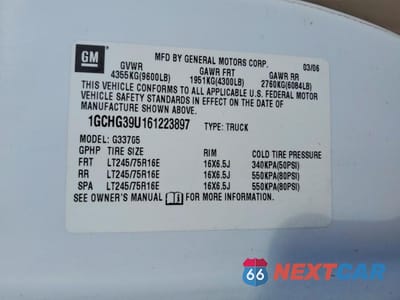 GM
MFD BY GENERAL MOTORS CORP. 03/06
GVWR GAWR FRT GAWR RR
4355KG(9600LB) 1951KG(4300LB) 2760KG(6084LB)
THIS VEHICLE CONFORMS TO ALL APPLICABLE U.S. FEDERAL MOTOR
VEHICLE SAFETY STANDARDS IN EFFECT ON THE DATE OF
MANUFACTURE SHOWN ABOVE.
1GCHG39U161223897 TYPE: TRUCK
MODEL: G33705
GPHP TIRE SIZE RIM COLD TIRE PRESSURE
FRT LT245/75R16E 16X6.5J 340KPA(50PSI)
RR LT245/75R16E 16X6.5J 550KPA(80PSI)
SPA LT245/75R16E 16X6.5J 550KPA(80PSI)
SEE OWNER'S MANUAL FOR MORE INFORMATION.
66 NEXTCAR